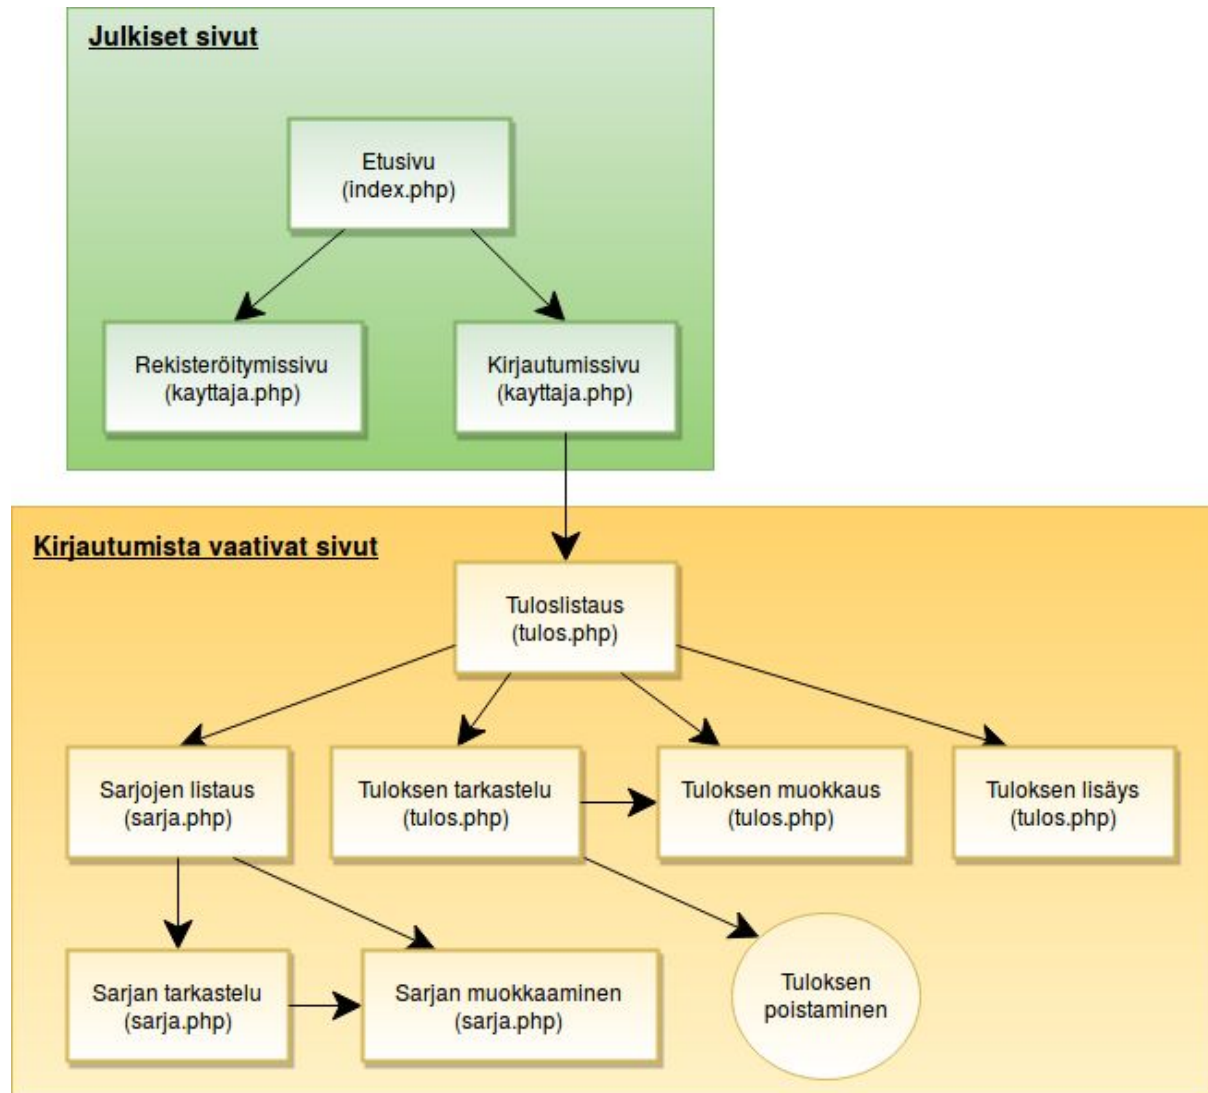 Julkiset sivut
Etusivu
(index.php)
Rekisteröitymissivu
(kayttaja.php)
Kirjautumissivu
(kayttaja.php)
Kirjautumista vaativat sivut
Tuloslistaus
(tulos.php)
Sarjojen listaus
(sarja.php)
Tuloksen tarkastelu
(tulos.php)
Tuloksen muokkaus
(tulos.php)
Tuloksen lisäys
(tulos.php)
Sarjan tarkastelu
(sarja.php)
Sarjan muokkaaminen
(sarja.php)
Tuloksen
poistaminen